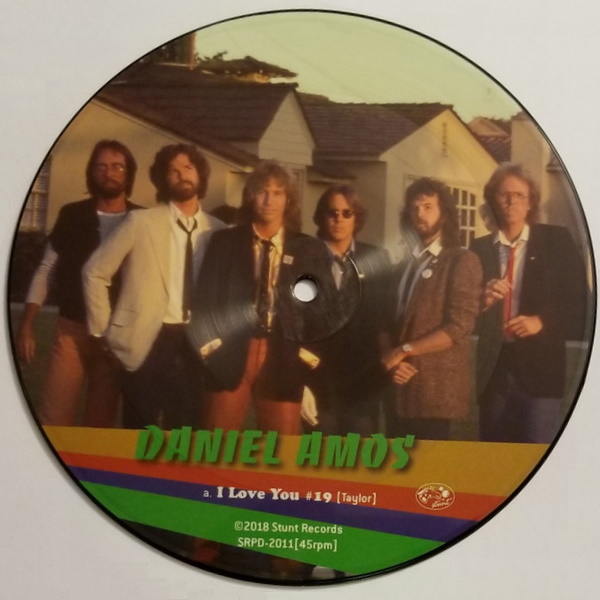 DANIEL AMOS
a. I Love You #19 [Taylor]
©2018 Stunt Records
SRPD-2011[45rpm]